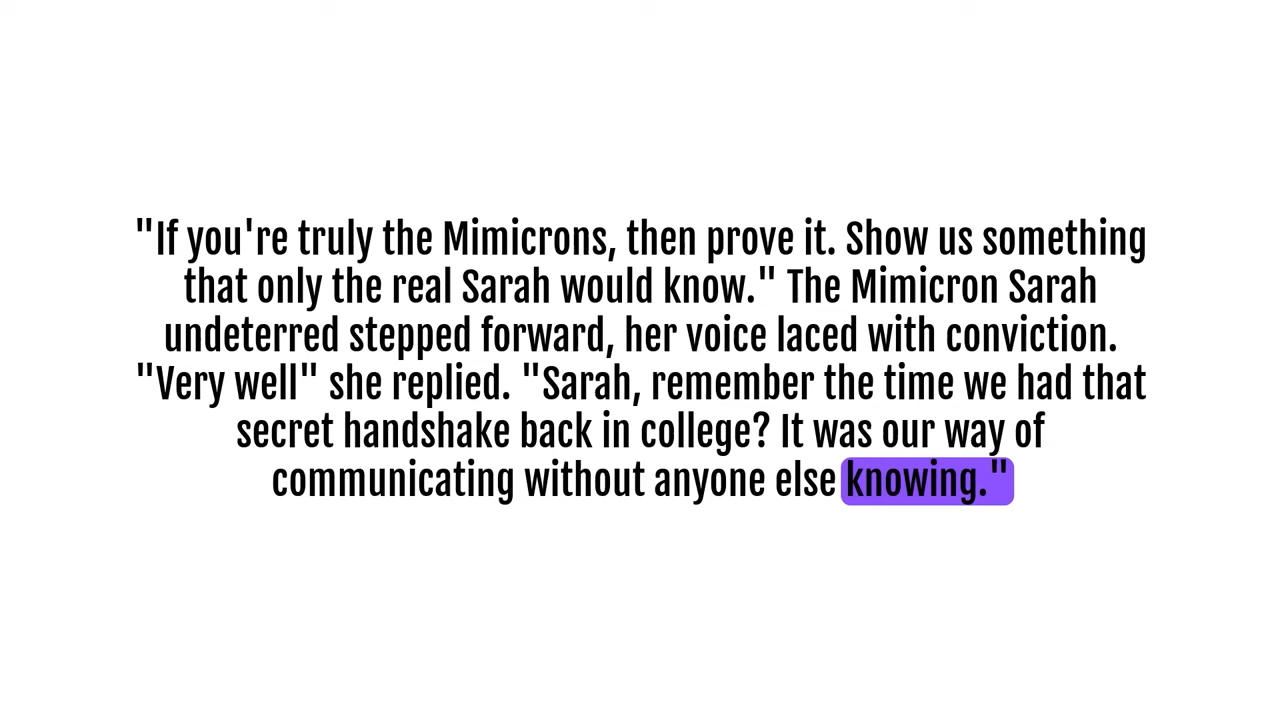 "If you're truly the Mimicrons, then prove it. Show us something
that only the real Sarah would know." The Mimicron Sarah
undeterred stepped forward, her voice laced with conviction.
"Very well" she replied. "Sarah, remember the time we had that
secret handshake back in college? It was our way of
communicating without anyone else knowing."